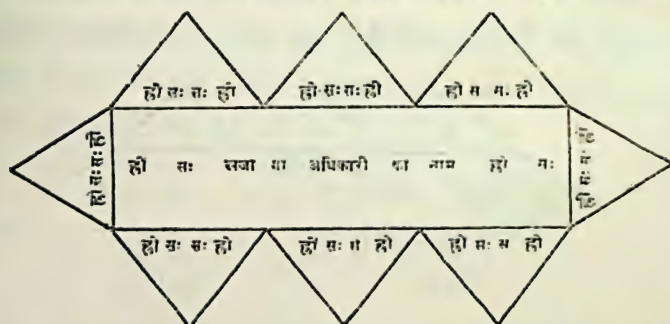 ह्रीं सः सः ह्रीं
ह्रीं सः सः ह्रीं
ह्रीं स म. ह्रीं
ह्रीं सः सः ह्रीं
ह्रीं सः राजा या अधिकारी का नाम ह्रीं सः
ह्रीं सः सः ह्रीं
ह्रीं सः सः ह्रीं
ह्रीं सः ह्रीं
ह्रीं सः स ह्रीं